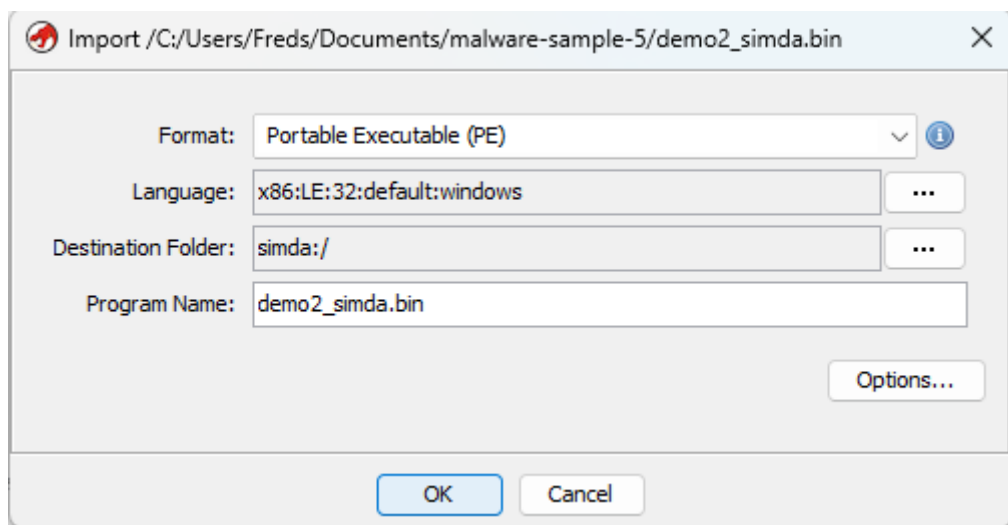 Import /C:/Users/Freds/Documents/malware-sample-5/demo2_simda.bin
Format: Portable Executable (PE)
Language: x86:LE:32:default:windows ...
Destination Folder: simda:/ ...
Program Name: demo2_simda.bin
Options...
OK Cancel